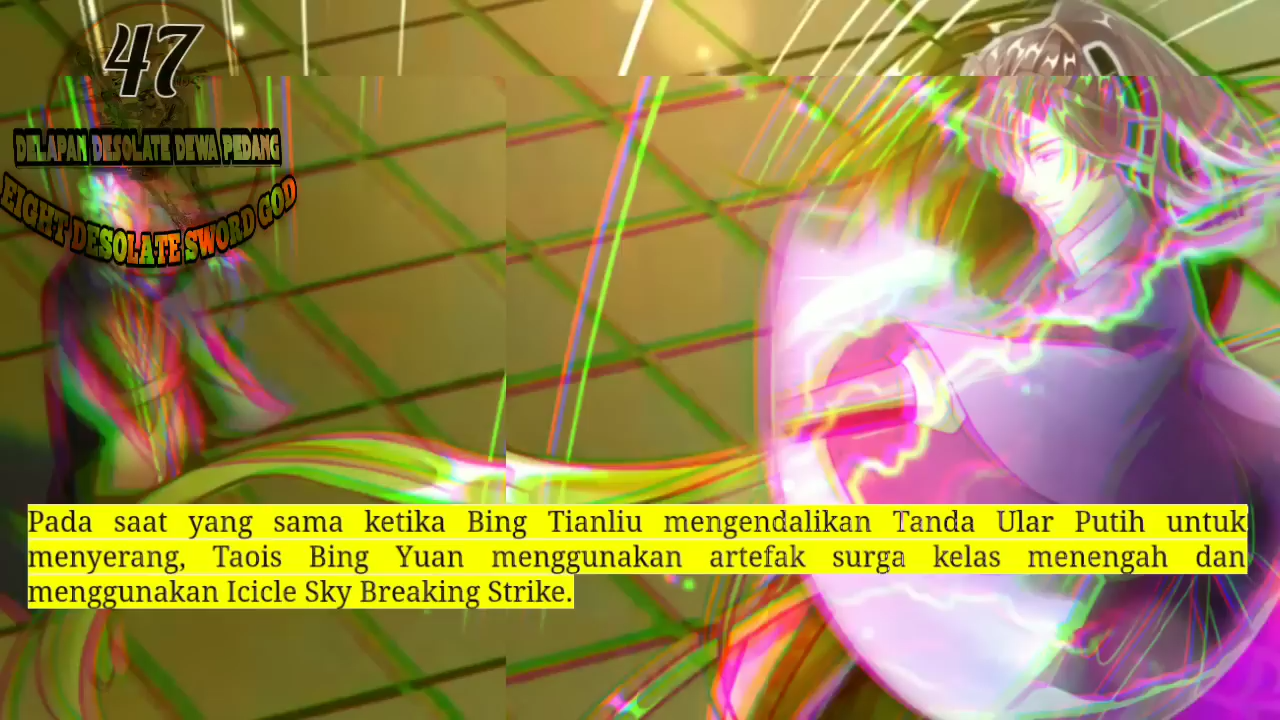 47
DELAPAN DESOLATE DEWA PEDANG
EIGHT DESOLATE SWORD GOD
Pada saat yang sama ketika Bing Tianliu mengendalikan Tanda Ular Putih untuk
menyerang, Taois Bing Yuan menggunakan artefak surga kelas menengah dan
menggunakan Icicle Sky Breaking Strike.